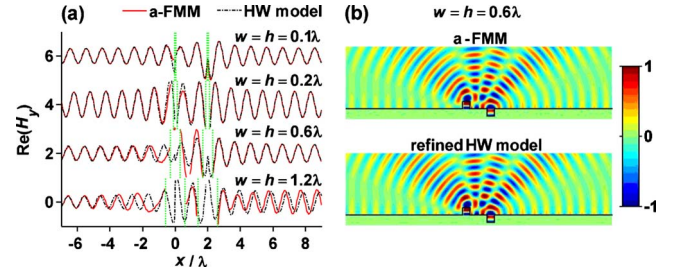 (a) a-FMM HW model
w = h = 0.1λ
w = h = 0.2λ
w = h = 0.6λ
w = h = 1.2λ
Re(Hy)
6
4
2
0
-6 -4 -2 0 2 4 6 8
x / λ
(b) w = h = 0.6λ
a - FMM
refined HW model
1
0
-1